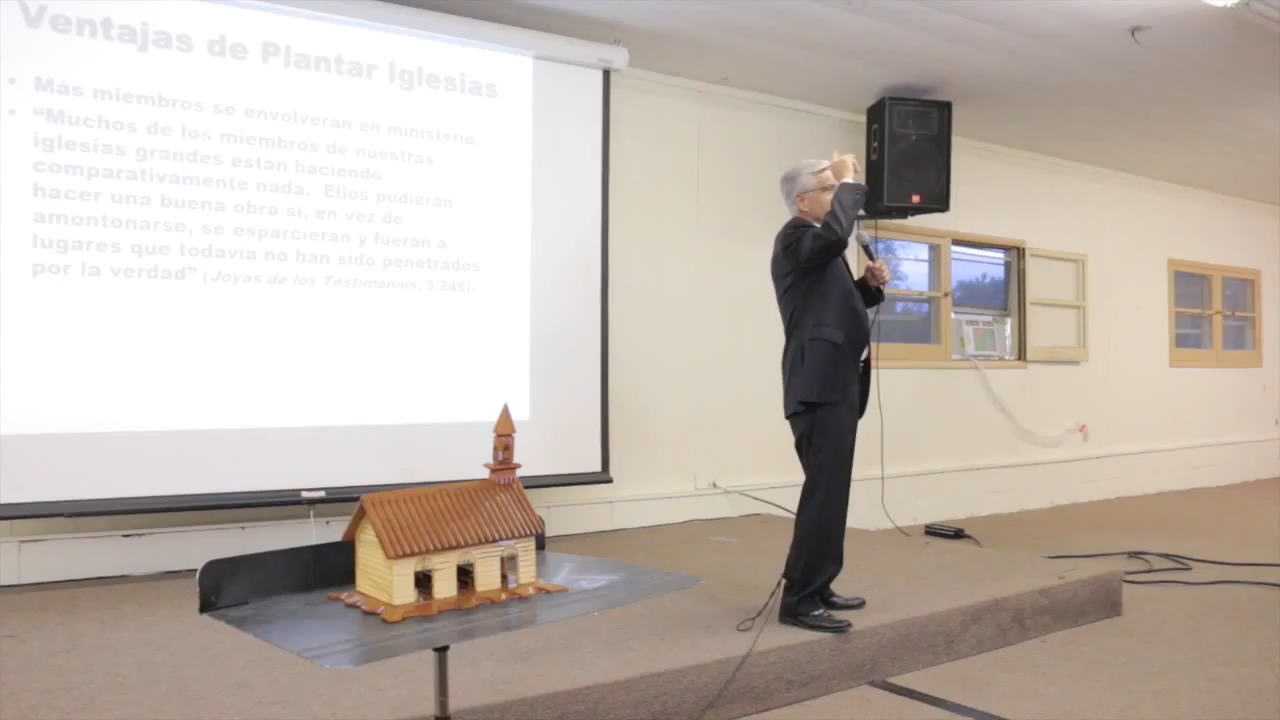 Ventajas de Plantar Iglesias
• Más miembros se envolveran en ministerio.
• “Muchos de los miembros de nuestras
iglesias grandes estan haciendo
comparativamente nada. Ellos pudieran
hacer una buena obra si, en vez de
amontonarse, se esparcieran y fueran a
lugares que todavía no han sido penetrados
por la verdad” (Joyas de los Testimonios, 3:248).